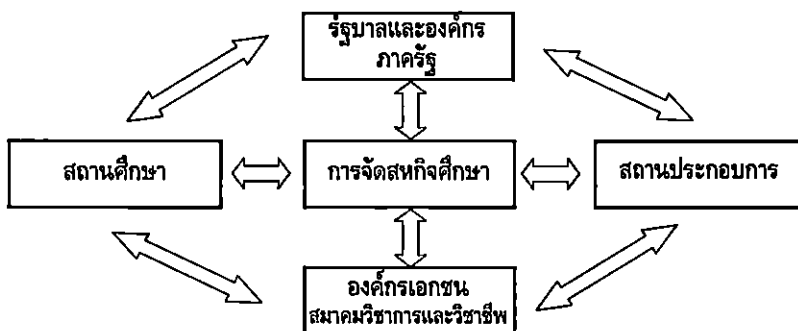 รัฐบาลและองค์กร
ภาครัฐ
สถานศึกษา
การจัดสหกิจศึกษา
สถานประกอบการ
องค์กรเอกชน
สมาคมวิชาการและวิชาชีพ